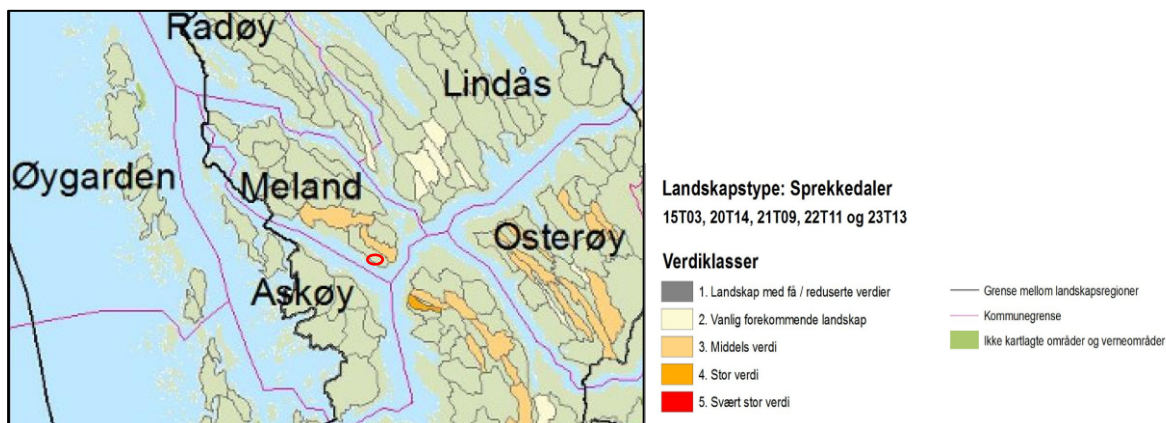 Radøy
Lindås
Øygarden
Meland
Osterøy
Askøy
Landskapstype: Sprekkedaler
15T03, 20T14, 21T09, 22T11 og 23T13
Verdiklasser
1. Landskap med få / reduserte verdier
2. Vanlig forekommende landskap
3. Middels verdi
4. Stor verdi
5. Svært stor verdi
Grense mellom landskapsregioner
Kommunegrense
Ikke kartlagte områder og verneområder